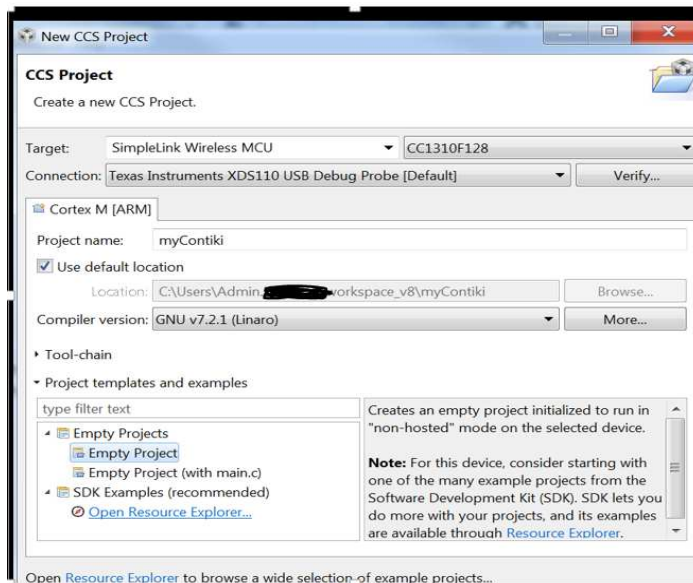 New CCS Project
CCS Project
Create a new CCS Project.
Target: SimpleLink Wireless MCU CC1310F128
Connection: Texas Instruments XDS110 USB Debug Probe [Default] Verify...
Cortex M [ARM]
Project name: myContiki
Use default location
Location: C:\Users\Admin. orkspace_v8\myContiki Browse...
Compiler version: GNU v7.2.1 (Linaro) More...
Tool-chain
Project templates and examples
type filter text
Empty Projects
Empty Project
Empty Project (with main.c)
SDK Examples (recommended)
Open Resource Explorer...
Creates an empty project initialized to run in
"non-hosted" mode on the selected device.
Note: For this device, consider starting with
one of the many example projects from the
Software Development Kit (SDK). SDK lets you
do more with your projects, and its examples
are available through Resource Explorer.
Open Resource Explorer to browse a wide selection of example projects...